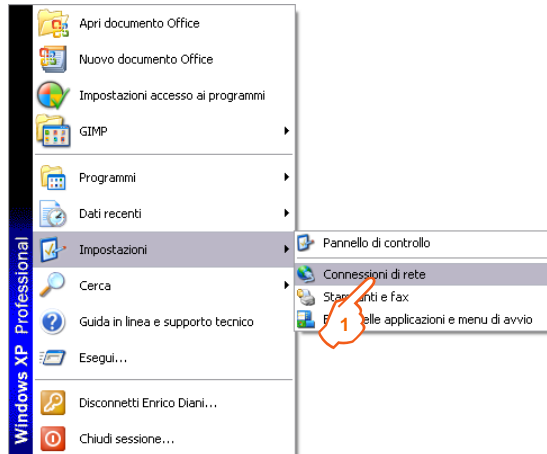 Apri documento Office
Nuovo documento Office
Impostazioni accesso ai programmi
GIMP
Programmi
Dati recenti
Impostazioni
Cerca
Guida in linea e supporto tecnico
Esegui...
Disconnetti Enrico Diani...
Chiudi sessione...
Windows XP Professional
Pannello di controllo
Connessioni di rete
e fax
applicazioni e menu di avvio
1